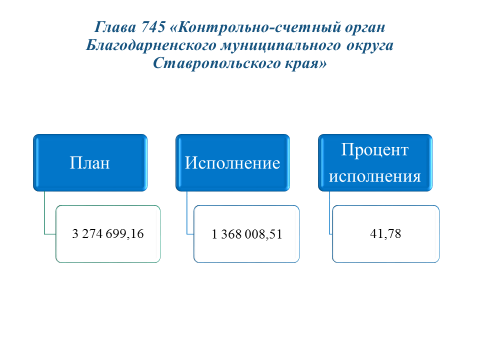 Глава 745 «Контрольно-счетный орган
Благодарненского муниципального округа
Ставропольского края»
План
Исполнение
Процент
исполнения
3 274 699,16
1 368 008,51
41,78